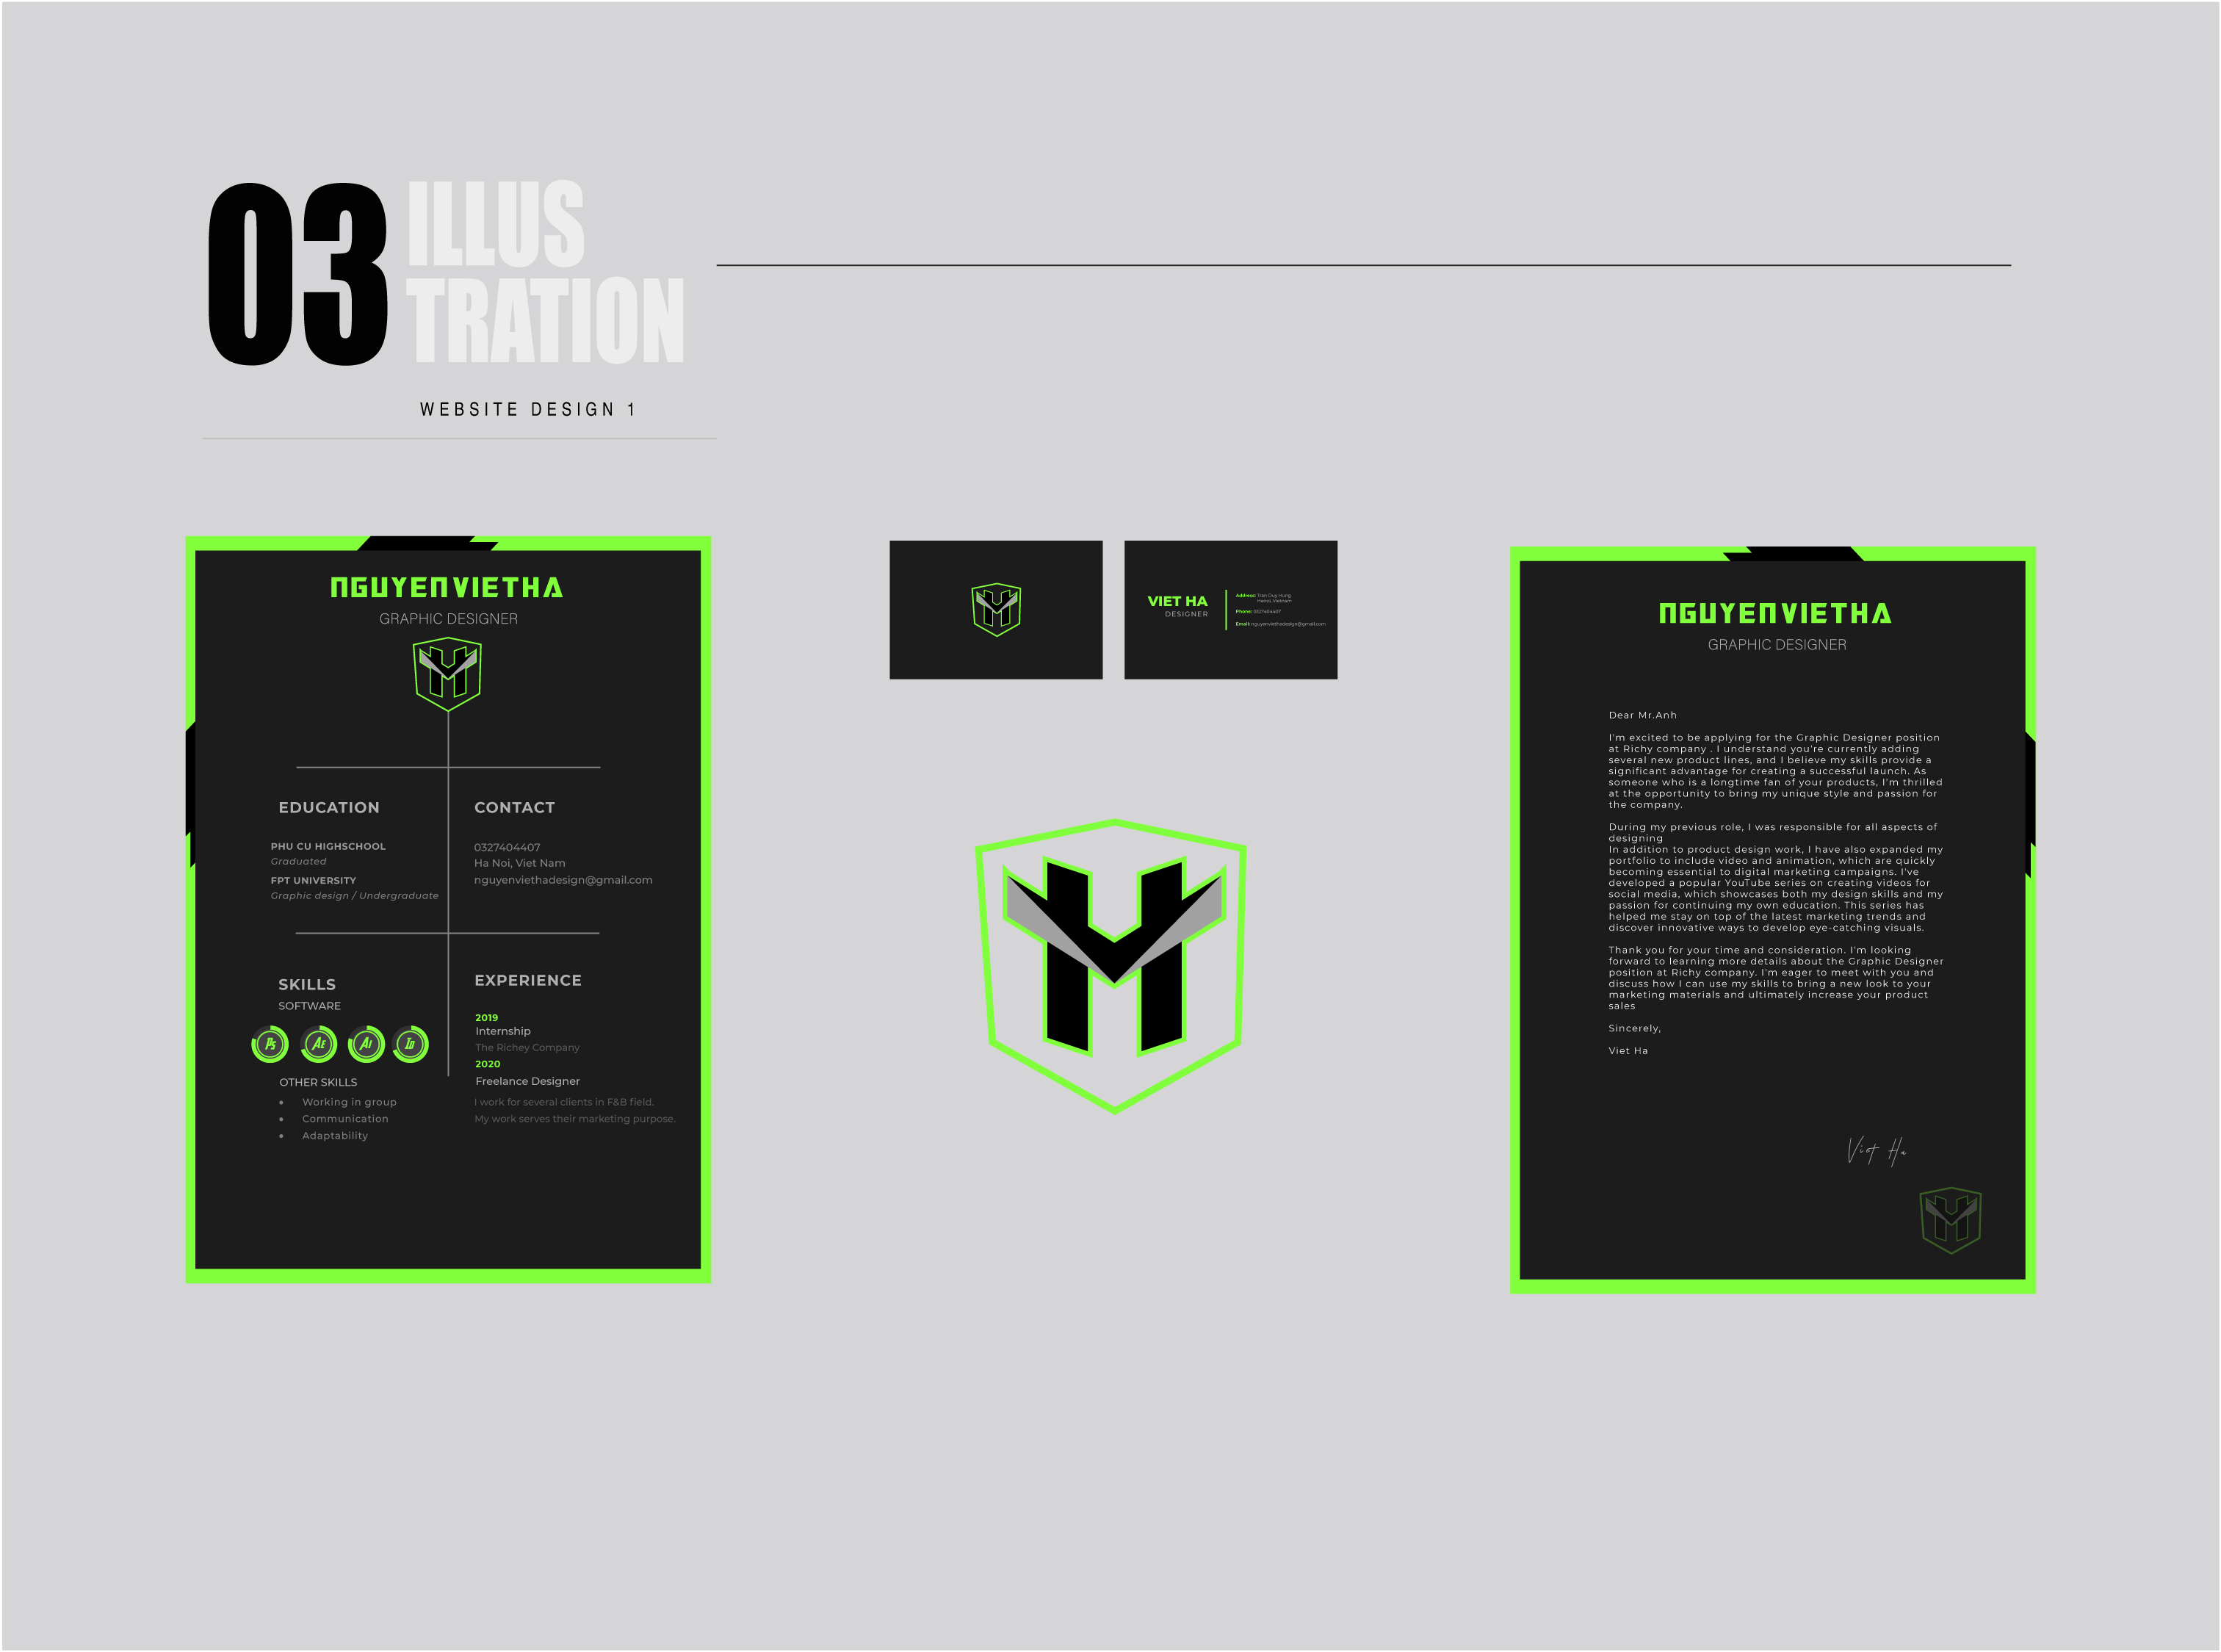 03
ILLUS
TRATION
WEBSITE DESIGN 1
NGUYENVIETHA
GRAPHIC DESIGNER
EDUCATION
PHU CU HIGHSCHOOL
Graduated
FPT UNIVERSITY
Graphic design / Undergraduate
CONTACT
0327404407
Ha Noi, Viet Nam
nguyenviethadesign@gmail.com
SKILLS
SOFTWARE
Ps Ae Ai Id
OTHER SKILLS
• Working in group
• Communication
• Adaptability
EXPERIENCE
2019
Internship
The Richey Company
2020
Freelance Designer
I work for several clients in F&B field.
My work serves their marketing purpose.
VIET HA
DESIGNER
Address: Tran Duy Hung,
Hanoi, Vietnam
Phone: 0327404407
Email: nguyenviethadesign@gmail.com
NGUYENVIETHA
GRAPHIC DESIGNER
Dear Mr.Anh
I'm excited to be applying for the Graphic Designer position
at Richy company . I understand you're currently adding
several new product lines, and I believe my skills provide a
significant advantage for creating a successful launch. As
someone who is a longtime fan of your products, I'm thrilled
at the opportunity to bring my unique style and passion for
the company.
During my previous role, I was responsible for all aspects of
designing
In addition to product design work, I have also expanded my
portfolio to include video and animation, which are quickly
becoming essential to digital marketing campaigns. I've
developed a popular YouTube series on creating videos for
social media, which showcases both my design skills and my
passion for continuing my own education. This series has
helped me stay on top of the latest marketing trends and
discover innovative ways to develop eye-catching visuals.
Thank you for your time and consideration. I'm looking
forward to learning more details about the Graphic Designer
position at Richy company. I'm eager to meet with you and
discuss how I can use my skills to bring a new look to your
marketing materials and ultimately increase your product
sales
Sincerely,
Viet Ha
Viet Ha